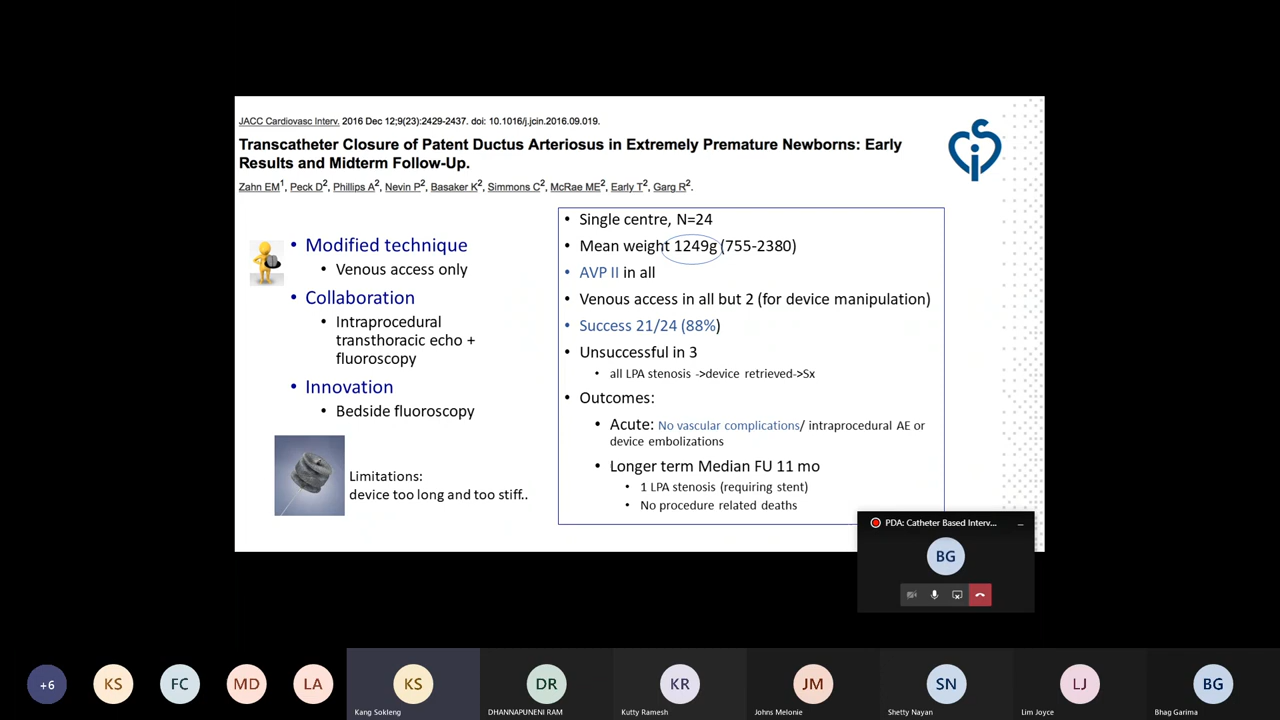 JACC Cardiovasc Interv. 2016 Dec 12;9(23):2429-2437. doi: 10.1016/j.jcin.2016.09.019.
Transcatheter Closure of Patent Ductus Arteriosus in Extremely Premature Newborns: Early
Results and Midterm Follow-Up.
Zahn EM1, Peck D2, Phillips A2, Nevin P2, Basaker K2, Simmons C2, McRae ME2, Early T2, Garg R2.
• Modified technique
• Venous access only
• Collaboration
• Intraprocedural
transthoracic echo +
fluoroscopy
• Innovation
• Bedside fluoroscopy
Limitations:
device too long and too stiff..
• Single centre, N=24
• Mean weight 1249g (755-2380)
• AVP II in all
• Venous access in all but 2 (for device manipulation)
• Success 21/24 (88%)
• Unsuccessful in 3
• all LPA stenosis ->device retrieved->Sx
• Outcomes:
• Acute: No vascular complications/ intraprocedural AE or
device embolizations
• Longer term Median FU 11 mo
• 1 LPA stenosis (requiring stent)
• No procedure related deaths
PDA: Catheter Based Interv...
BG
+6
KS
FC
MD
LA
KS
DR
KR
JM
SN
LJ
BG
Kang Sokleng
DHANNAPUNENI RAM
Kutty Ramesh
Johns Melonie
Shetty Nayan
Lim Joyce
Bhag Garima